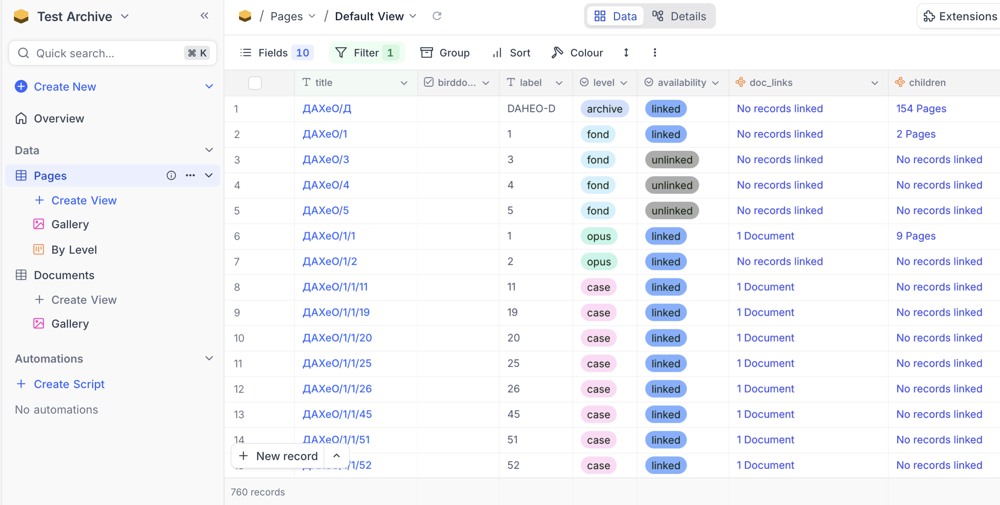 Test Archive
Quick search...
⌘ K
Create New
Overview
Data
Pages
Create View
Gallery
By Level
Documents
Create View
Gallery
Automations
Create Script
No automations
/ Pages / Default View
Data
Details
Extensions
Fields 10
Filter 1
Group
Sort
Colour
title birddo... label level availability doc_links children
1 ДАХеО/Д DAHEO-D archive linked No records linked 154 Pages
2 ДАХеО/1 1 fond linked No records linked 2 Pages
3 ДАХеО/3 3 fond unlinked No records linked No records linked
4 ДАХеО/4 4 fond unlinked No records linked No records linked
5 ДАХеО/5 5 fond unlinked No records linked No records linked
6 ДАХеО/1/1 1 opus linked 1 Document 9 Pages
7 ДАХеО/1/2 2 opus linked No records linked No records linked
8 ДАХеО/1/1/11 11 case linked 1 Document No records linked
9 ДАХеО/1/1/19 19 case linked 1 Document No records linked
10 ДАХеО/1/1/20 20 case linked 1 Document No records linked
11 ДАХеО/1/1/25 25 case linked 1 Document No records linked
12 ДАХеО/1/1/26 26 case linked 1 Document No records linked
13 ДАХеО/1/1/45 45 case linked 1 Document No records linked
14 ДАХеО/1/1/51 51 case linked 1 Document No records linked
/1/52 52 case linked 1 Document No records linked
New record
760 records